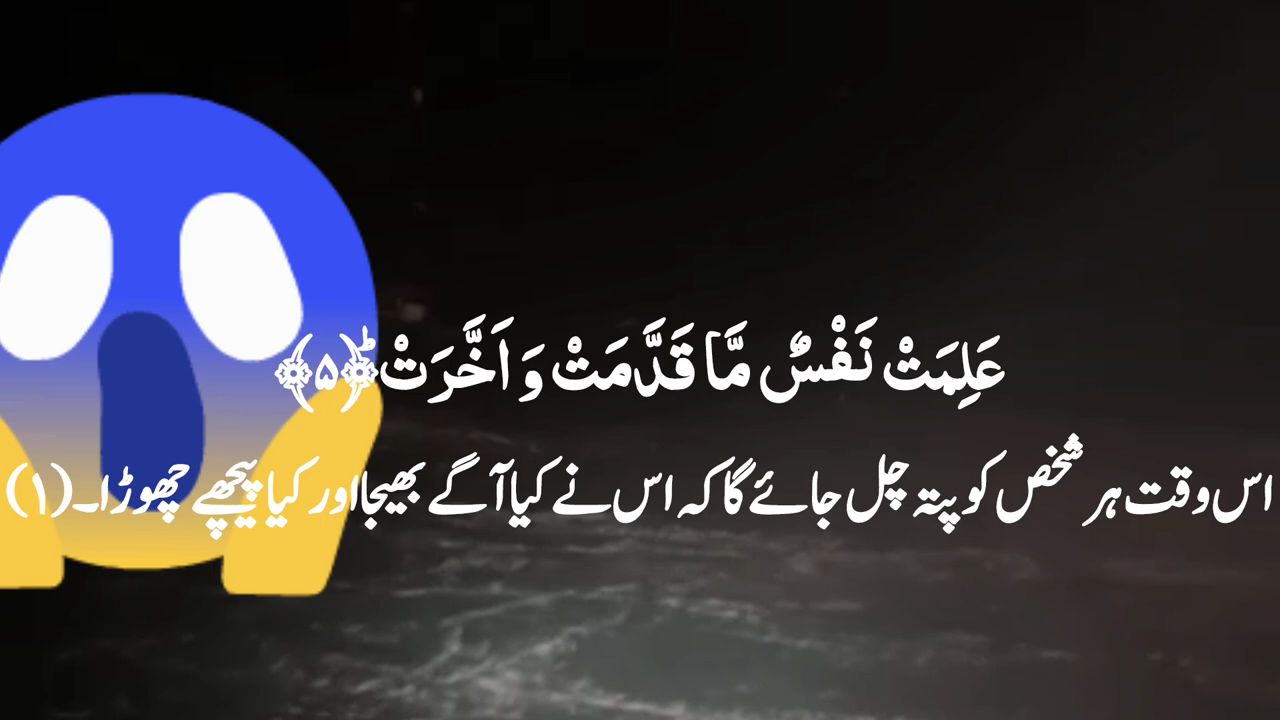 عَلِمَتْ نَفْسٌ مَّا قَدَّمَتْ وَ اَخَّرَتْؕ﴿۵﴾
اس وقت ہر شخص کو پتہ چل جائے گا کہ اس نے کیا آگے بھیجا اور کیا پیچھے چھوڑا۔(۱)